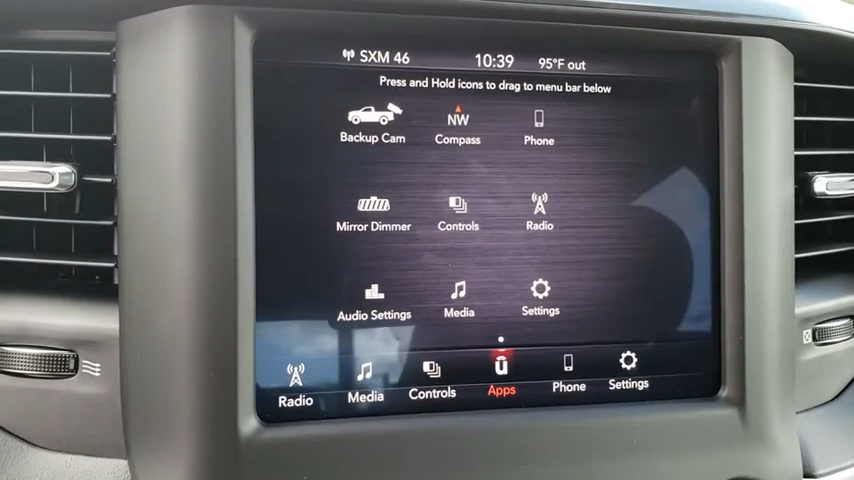 SXM 46 10:39 95°F out
Press and Hold icons to drag to menu bar below
NW
Backup Cam Compass Phone
Mirror Dimmer Controls Radio
Audio Settings Media Settings
Radio Media Controls Apps Phone Settings